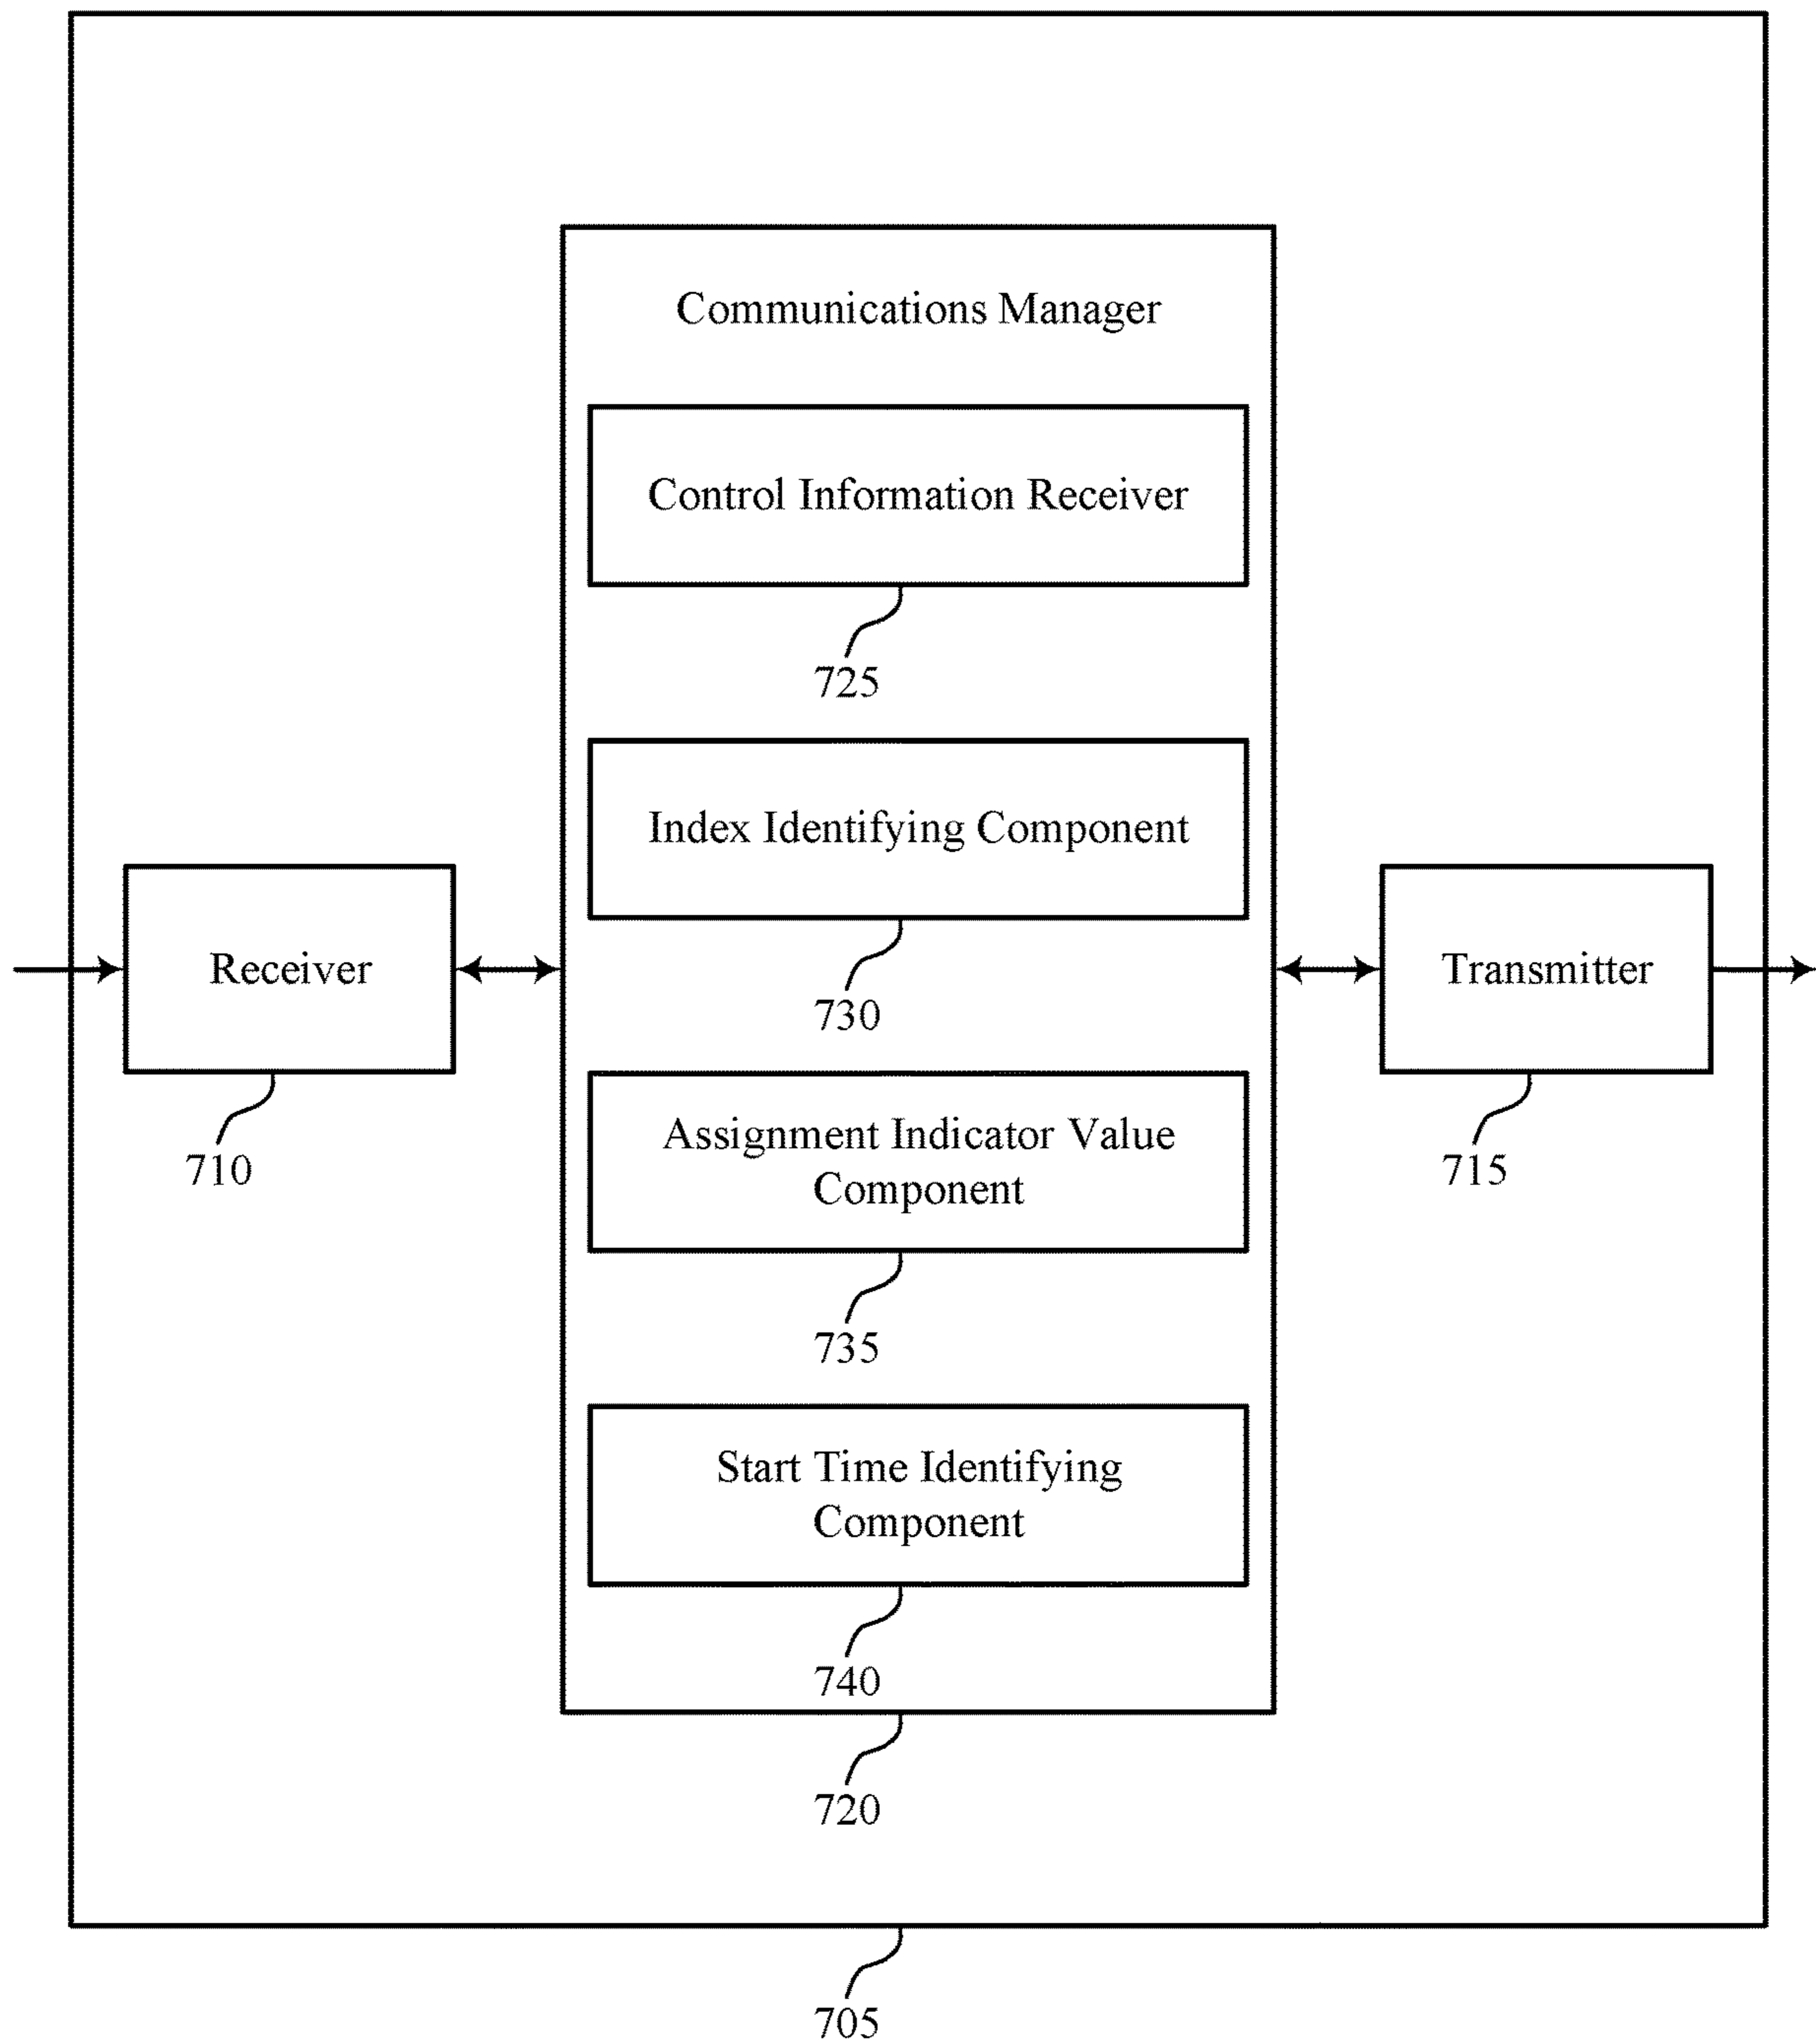 Communications Manager
Control Information Receiver
725
Index Identifying Component
730
Receiver
710
Transmitter
715
Assignment Indicator Value
Component
735
Start Time Identifying
Component
740
720
705